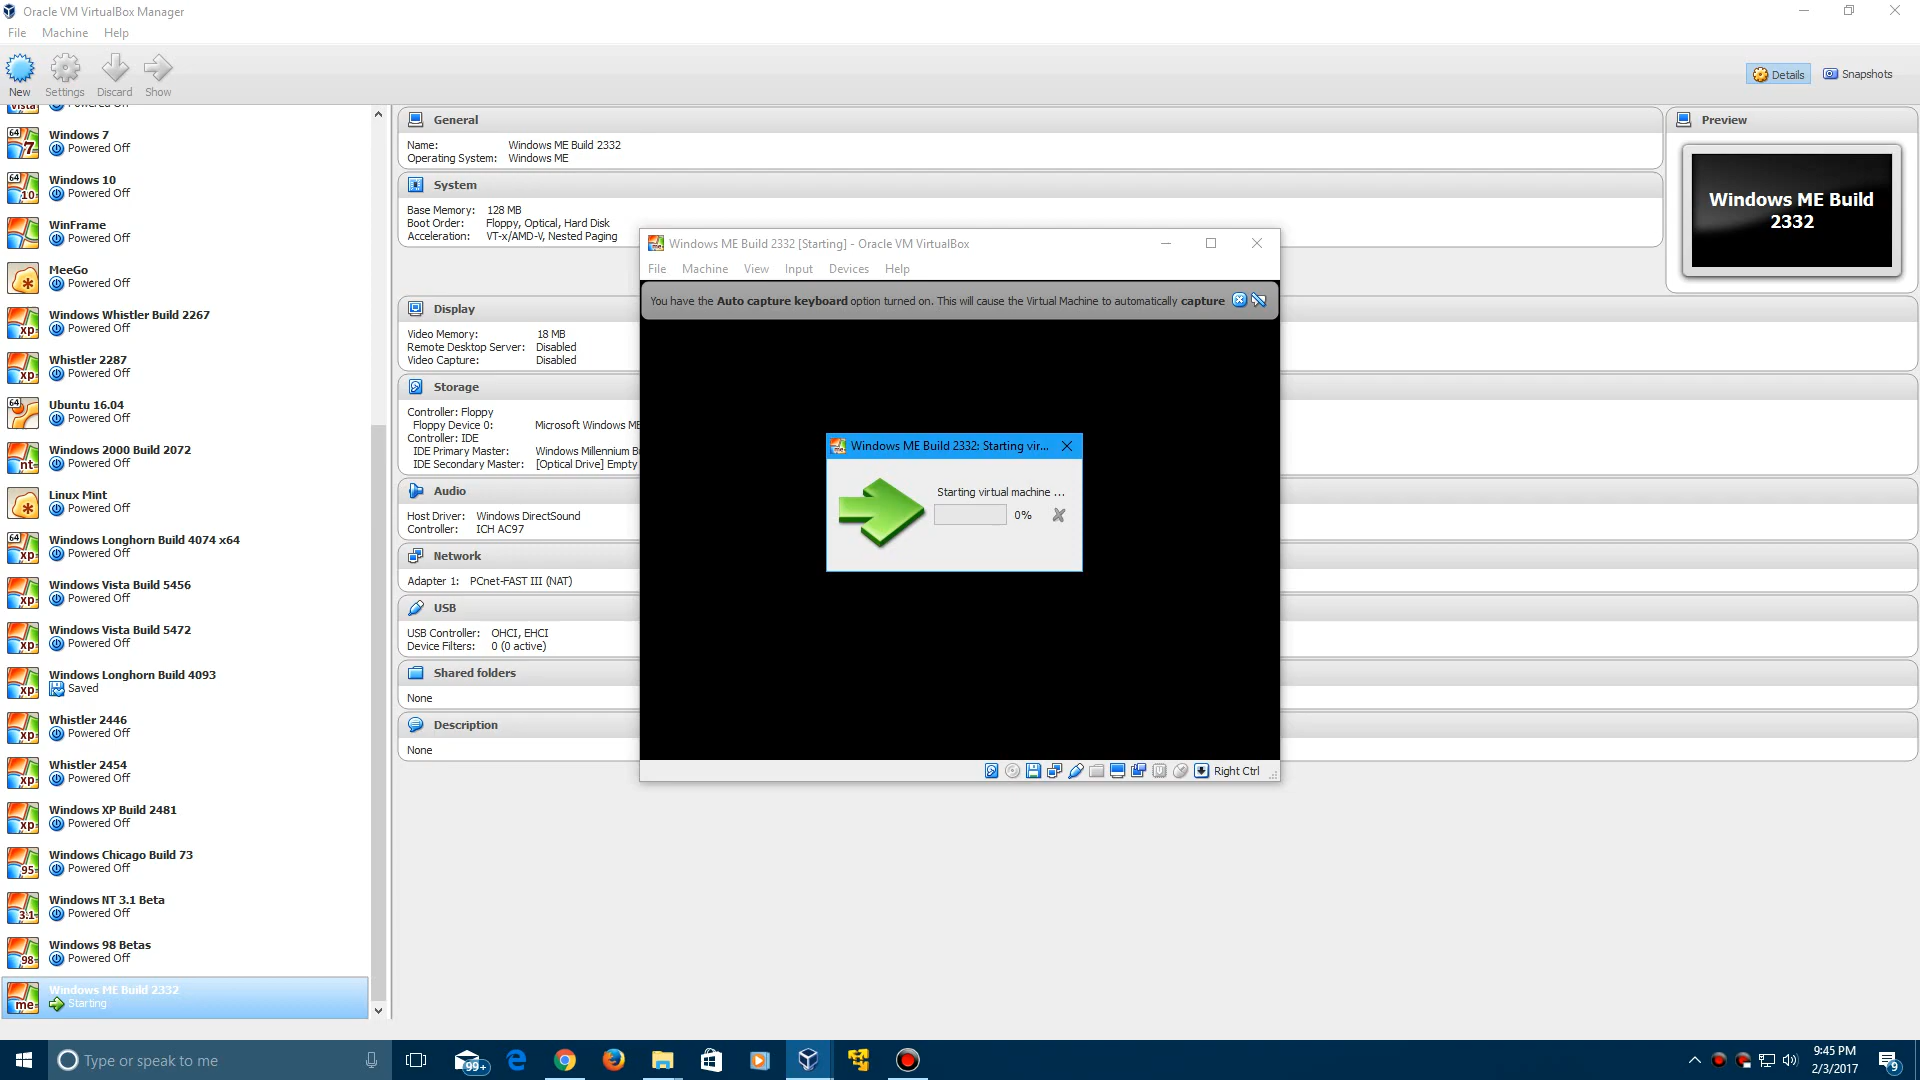 Oracle VM VirtualBox Manager
File Machine Help
New Settings Discard Show
Details Snapshots
Powered Off
Windows 7
Powered Off
Windows 10
Powered Off
WinFrame
Powered Off
MeeGo
Powered Off
Windows Whistler Build 2267
Powered Off
Whistler 2287
Powered Off
Ubuntu 16.04
Powered Off
Windows 2000 Build 2072
Powered Off
Linux Mint
Powered Off
Windows Longhorn Build 4074 x64
Powered Off
Windows Vista Build 5456
Powered Off
Windows Vista Build 5472
Powered Off
Windows Longhorn Build 4093
Saved
Whistler 2446
Powered Off
Whistler 2454
Powered Off
Windows XP Build 2481
Powered Off
Windows Chicago Build 73
Powered Off
Windows NT 3.1 Beta
Powered Off
Windows 98 Betas
Powered Off
Windows ME Build 2332
Starting
General
Name: Windows ME Build 2332
Operating System: Windows ME
System
Base Memory: 128 MB
Boot Order: Floppy, Optical, Hard Disk
Acceleration: VT-x/AMD-V, Nested Paging
Display
Video Memory: 18 MB
Remote Desktop Server: Disabled
Video Capture: Disabled
Storage
Controller: Floppy
Floppy Device 0: Microsoft Windows ME
Controller: IDE
IDE Primary Master: Windows Millennium B
IDE Secondary Master: [Optical Drive] Empty
Audio
Host Driver: Windows DirectSound
Controller: ICH AC97
Network
Adapter 1: PCnet-FAST III (NAT)
USB
USB Controller: OHCI, EHCI
Device Filters: 0 (0 active)
Shared folders
None
Description
None
Preview
Windows ME Build
2332
Windows ME Build 2332 [Starting] - Oracle VM VirtualBox
File Machine View Input Devices Help
You have the Auto capture keyboard option turned on. This will cause the Virtual Machine to automatically capture
Windows ME Build 2332: Starting vir...
Starting virtual machine ...
0%
Right Ctrl
Type or speak to me
99+
9:45 PM
2/3/2017
9